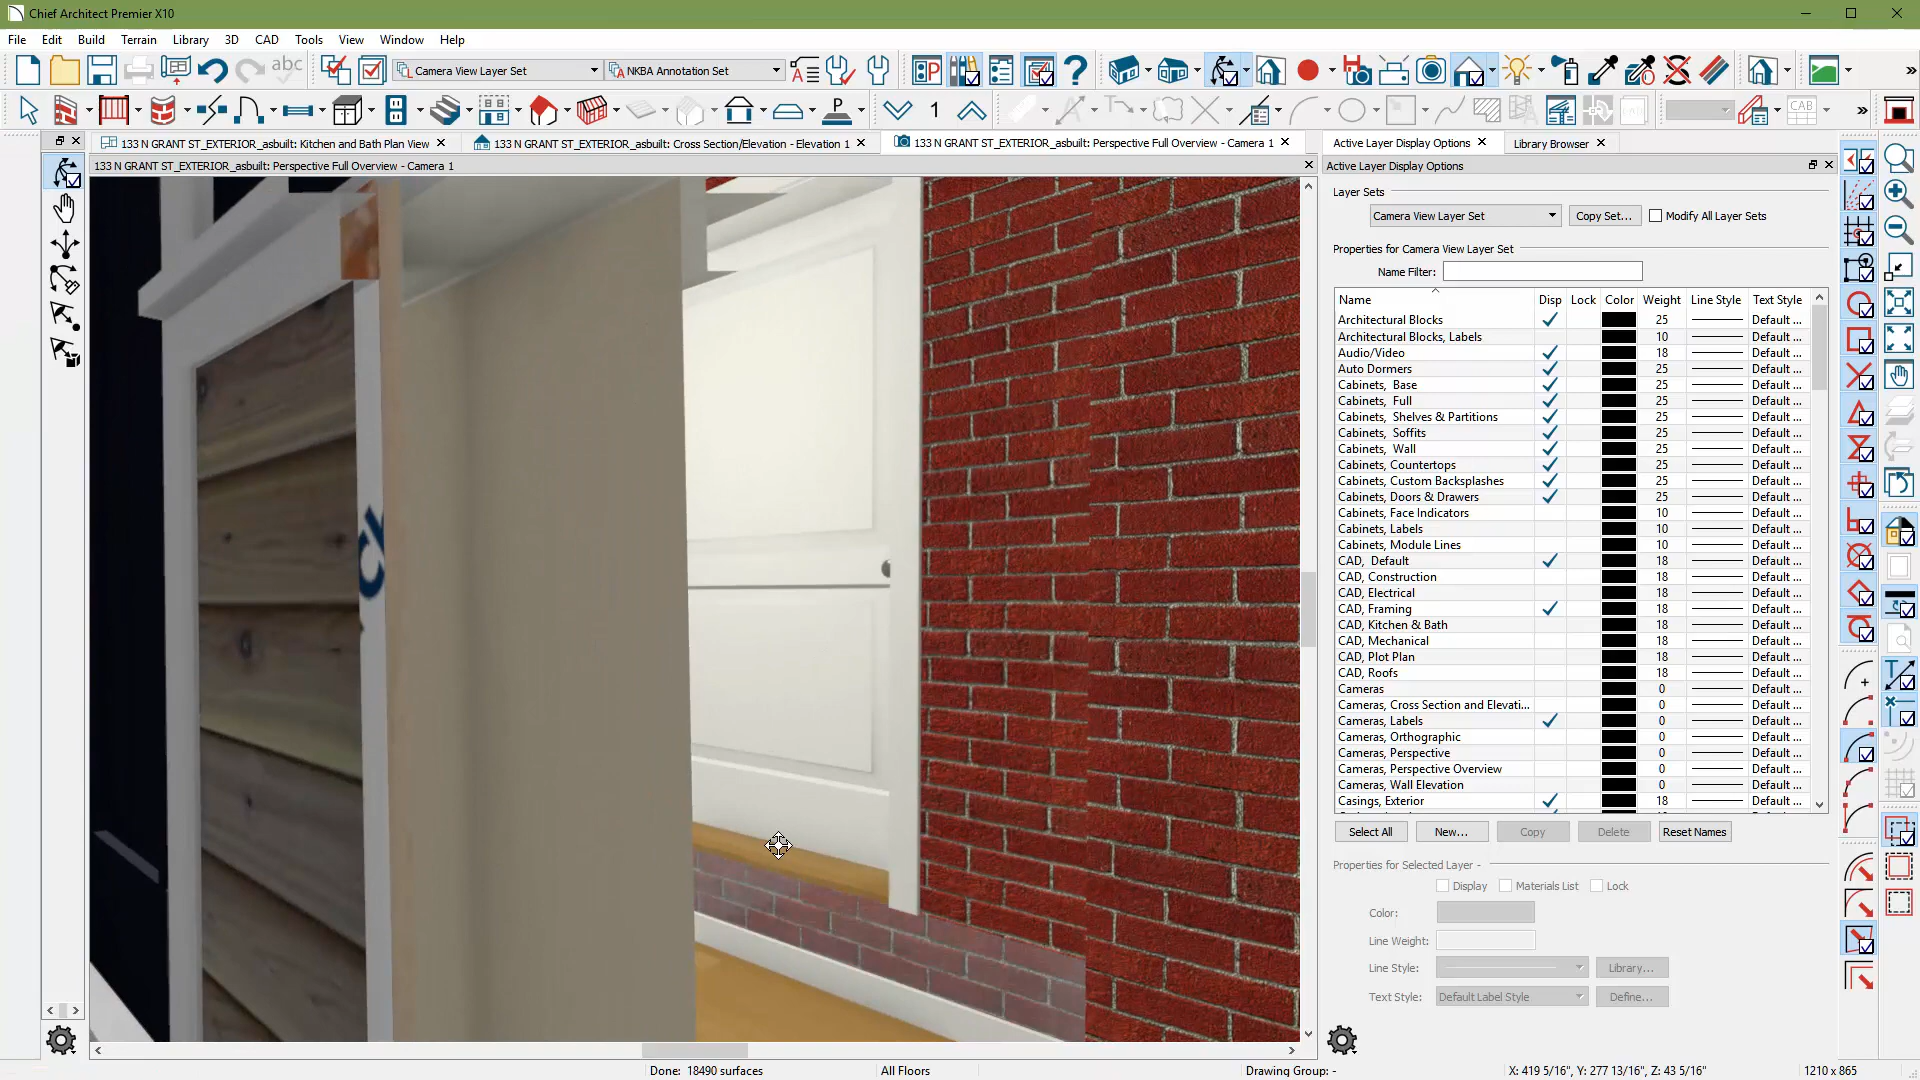 Chief Architect Premier X10
File Edit Build Terrain Library 3D CAD Tools View Window Help
abc Camera View Layer Set NKBA Annotation Set
1 P CAB
133 N GRANT ST_EXTERIOR_asbuilt: Kitchen and Bath Plan View
133 N GRANT ST_EXTERIOR_asbuilt: Cross Section/Elevation - Elevation 1
133 N GRANT ST_EXTERIOR_asbuilt: Perspective Full Overview - Camera 1
Active Layer Display Options Library Browser
133 N GRANT ST_EXTERIOR_asbuilt: Perspective Full Overview - Camera 1
Active Layer Display Options
Layer Sets
Camera View Layer Set Copy Set... Modify All Layer Sets
Properties for Camera View Layer Set
Name Filter:
Name Disp Lock Color Weight Line Style Text Style
Architectural Blocks 25 Default ...
Architectural Blocks, Labels 10 Default ...
Audio/Video 18 Default ...
Auto Dormers 25 Default ...
Cabinets, Base 25 Default ...
Cabinets, Full 25 Default ...
Cabinets, Shelves & Partitions 25 Default ...
Cabinets, Soffits 25 Default ...
Cabinets, Wall 25 Default ...
Cabinets, Countertops 25 Default ...
Cabinets, Custom Backsplashes 25 Default ...
Cabinets, Doors & Drawers 25 Default ...
Cabinets, Face Indicators 10 Default ...
Cabinets, Labels 10 Default ...
Cabinets, Module Lines 10 Default ...
CAD, Default 18 Default ...
CAD, Construction 18 Default ...
CAD, Electrical 18 Default ...
CAD, Framing 18 Default ...
CAD, Kitchen & Bath 18 Default ...
CAD, Mechanical 18 Default ...
CAD, Plot Plan 18 Default ...
CAD, Roofs 18 Default ...
Cameras 0 Default ...
Cameras, Cross Section and Elevati... 0 Default ...
Cameras, Labels 0 Default ...
Cameras, Orthographic 0 Default ...
Cameras, Perspective 0 Default ...
Cameras, Perspective Overview 0 Default ...
Cameras, Wall Elevation 0 Default ...
Casings, Exterior 18 Default ...
Select All New... Copy Delete Reset Names
Properties for Selected Layer -
Display Materials List Lock
Color:
Line Weight:
Line Style: Library...
Text Style: Default Label Style Define...
Done: 18490 surfaces All Floors Drawing Group: - X: 419 5/16", Y: 277 13/16", Z: 43 5/16" 1210 x 865